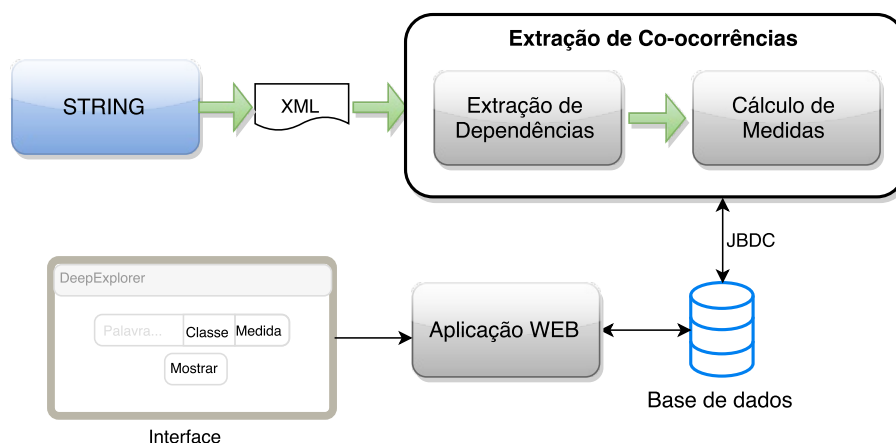 Extração de Co-ocorrências
STRING
XML
Extração de
Dependências
Cálculo de
Medidas
JBDC
DeepExplorer
Palavra...
Classe
Medida
Mostrar
Aplicação WEB
Base de dados
Interface